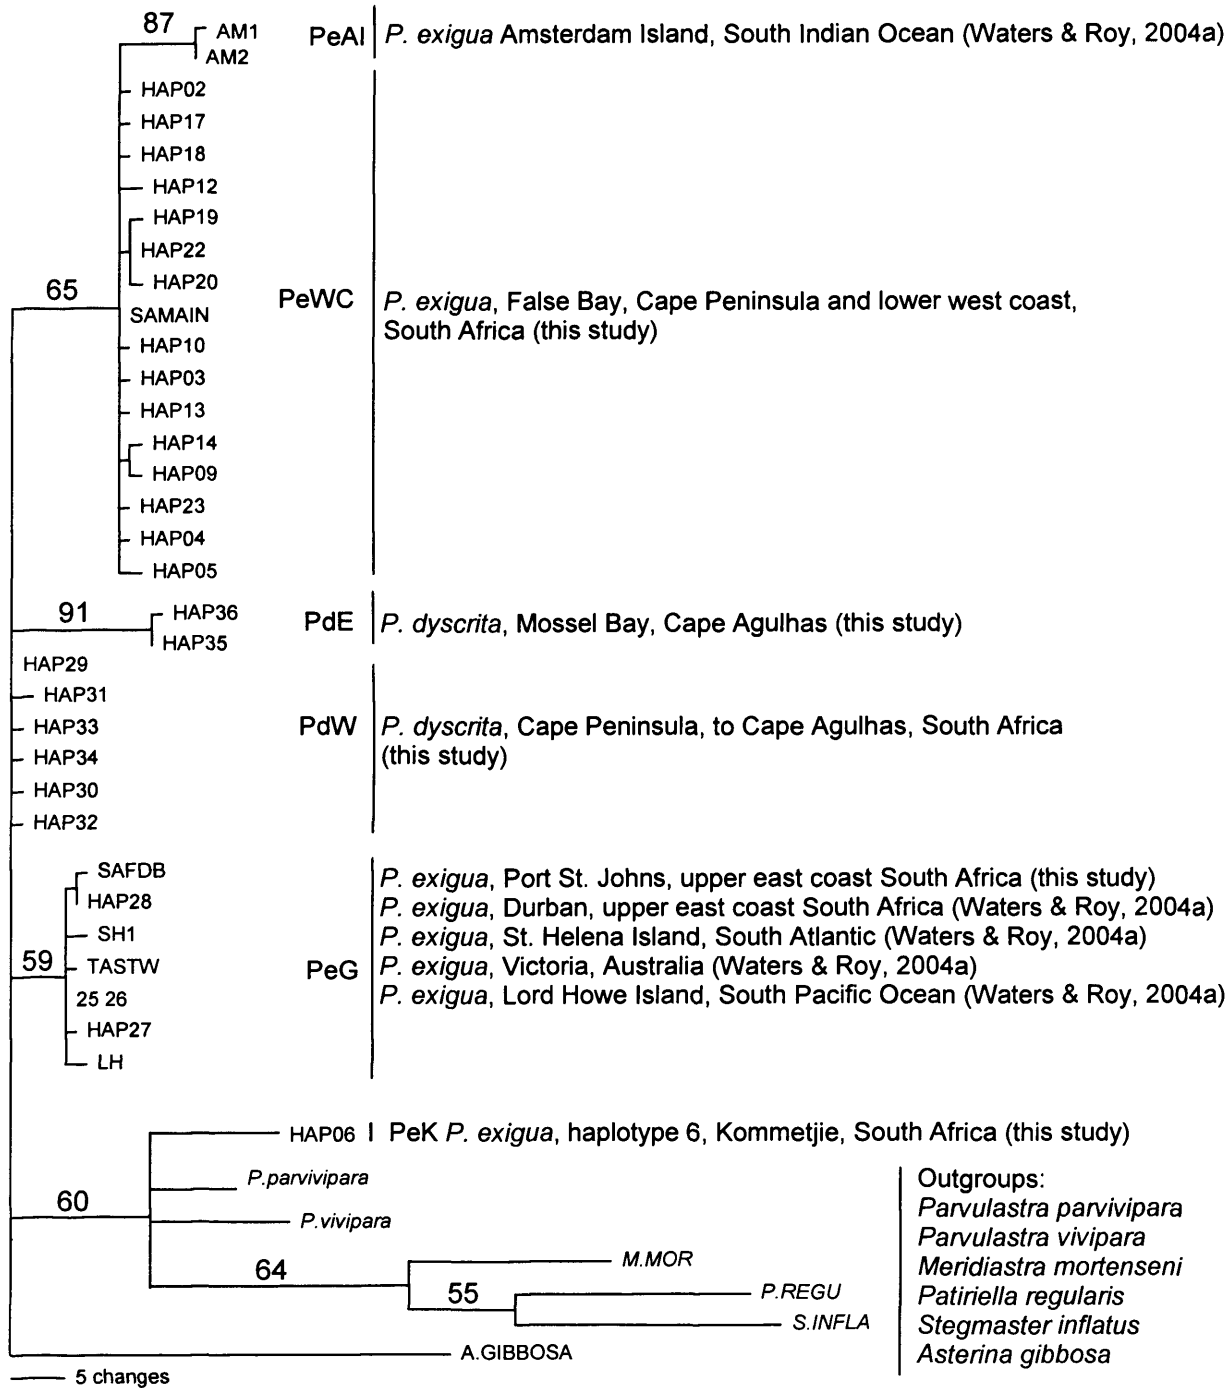 87
AM1
AM2
PeAI
P. exigua Amsterdam Island, South Indian Ocean (Waters & Roy, 2004a)
HAP02
HAP17
HAP18
HAP12
HAP19
HAP22
HAP20
65
SAMAIN
HAP10
HAP03
HAP13
HAP14
HAP09
HAP23
HAP04
HAP05
PeWC
P. exigua, False Bay, Cape Peninsula and lower west coast,
South Africa (this study)
91
HAP36
HAP35
PdE
P. dyscrita, Mossel Bay, Cape Agulhas (this study)
HAP29
HAP31
HAP33
HAP34
HAP30
HAP32
PdW
P. dyscrita, Cape Peninsula, to Cape Agulhas, South Africa
(this study)
SAFDB
HAP28
SH1
59
TASTW
25 26
HAP27
LH
PeG
P. exigua, Port St. Johns, upper east coast South Africa (this study)
P. exigua, Durban, upper east coast South Africa (Waters & Roy, 2004a)
P. exigua, St. Helena Island, South Atlantic (Waters & Roy, 2004a)
P. exigua, Victoria, Australia (Waters & Roy, 2004a)
P. exigua, Lord Howe Island, South Pacific Ocean (Waters & Roy, 2004a)
HAP06
PeK P. exigua, haplotype 6, Kommetjie, South Africa (this study)
60
P.parvivipara
P.vivipara
64
M.MOR
55
P.REGU
S.INFLA
A.GIBBOSA
5 changes
Outgroups:
Parvulastra parvivipara
Parvulastra vivipara
Meridiastra mortenseni
Patiriella regularis
Stegmaster inflatus
Asterina gibbosa